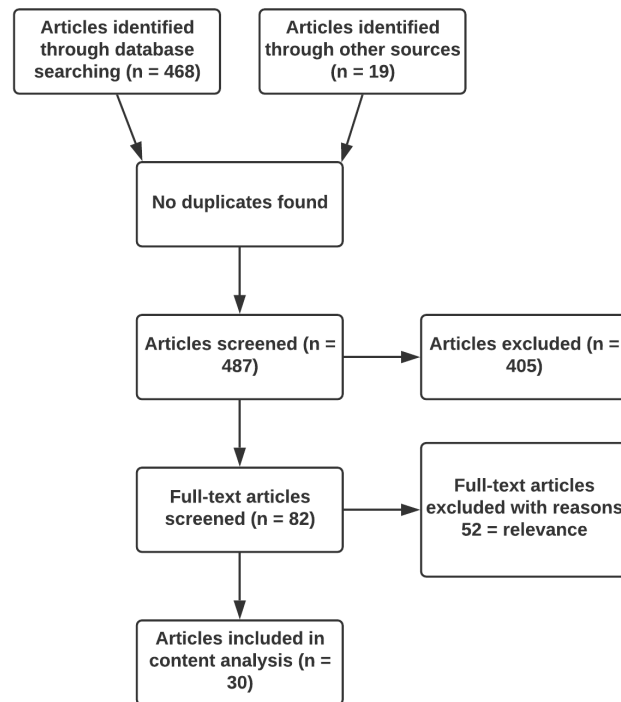 Articles identified
through database
searching (n = 468)
Articles identified
through other sources
(n = 19)
No duplicates found
Articles screened (n =
487)
Articles excluded (n =
405)
Full-text articles
screened (n = 82)
Full-text articles
excluded with reasons
52 = relevance
Articles included in
content analysis (n =
30)